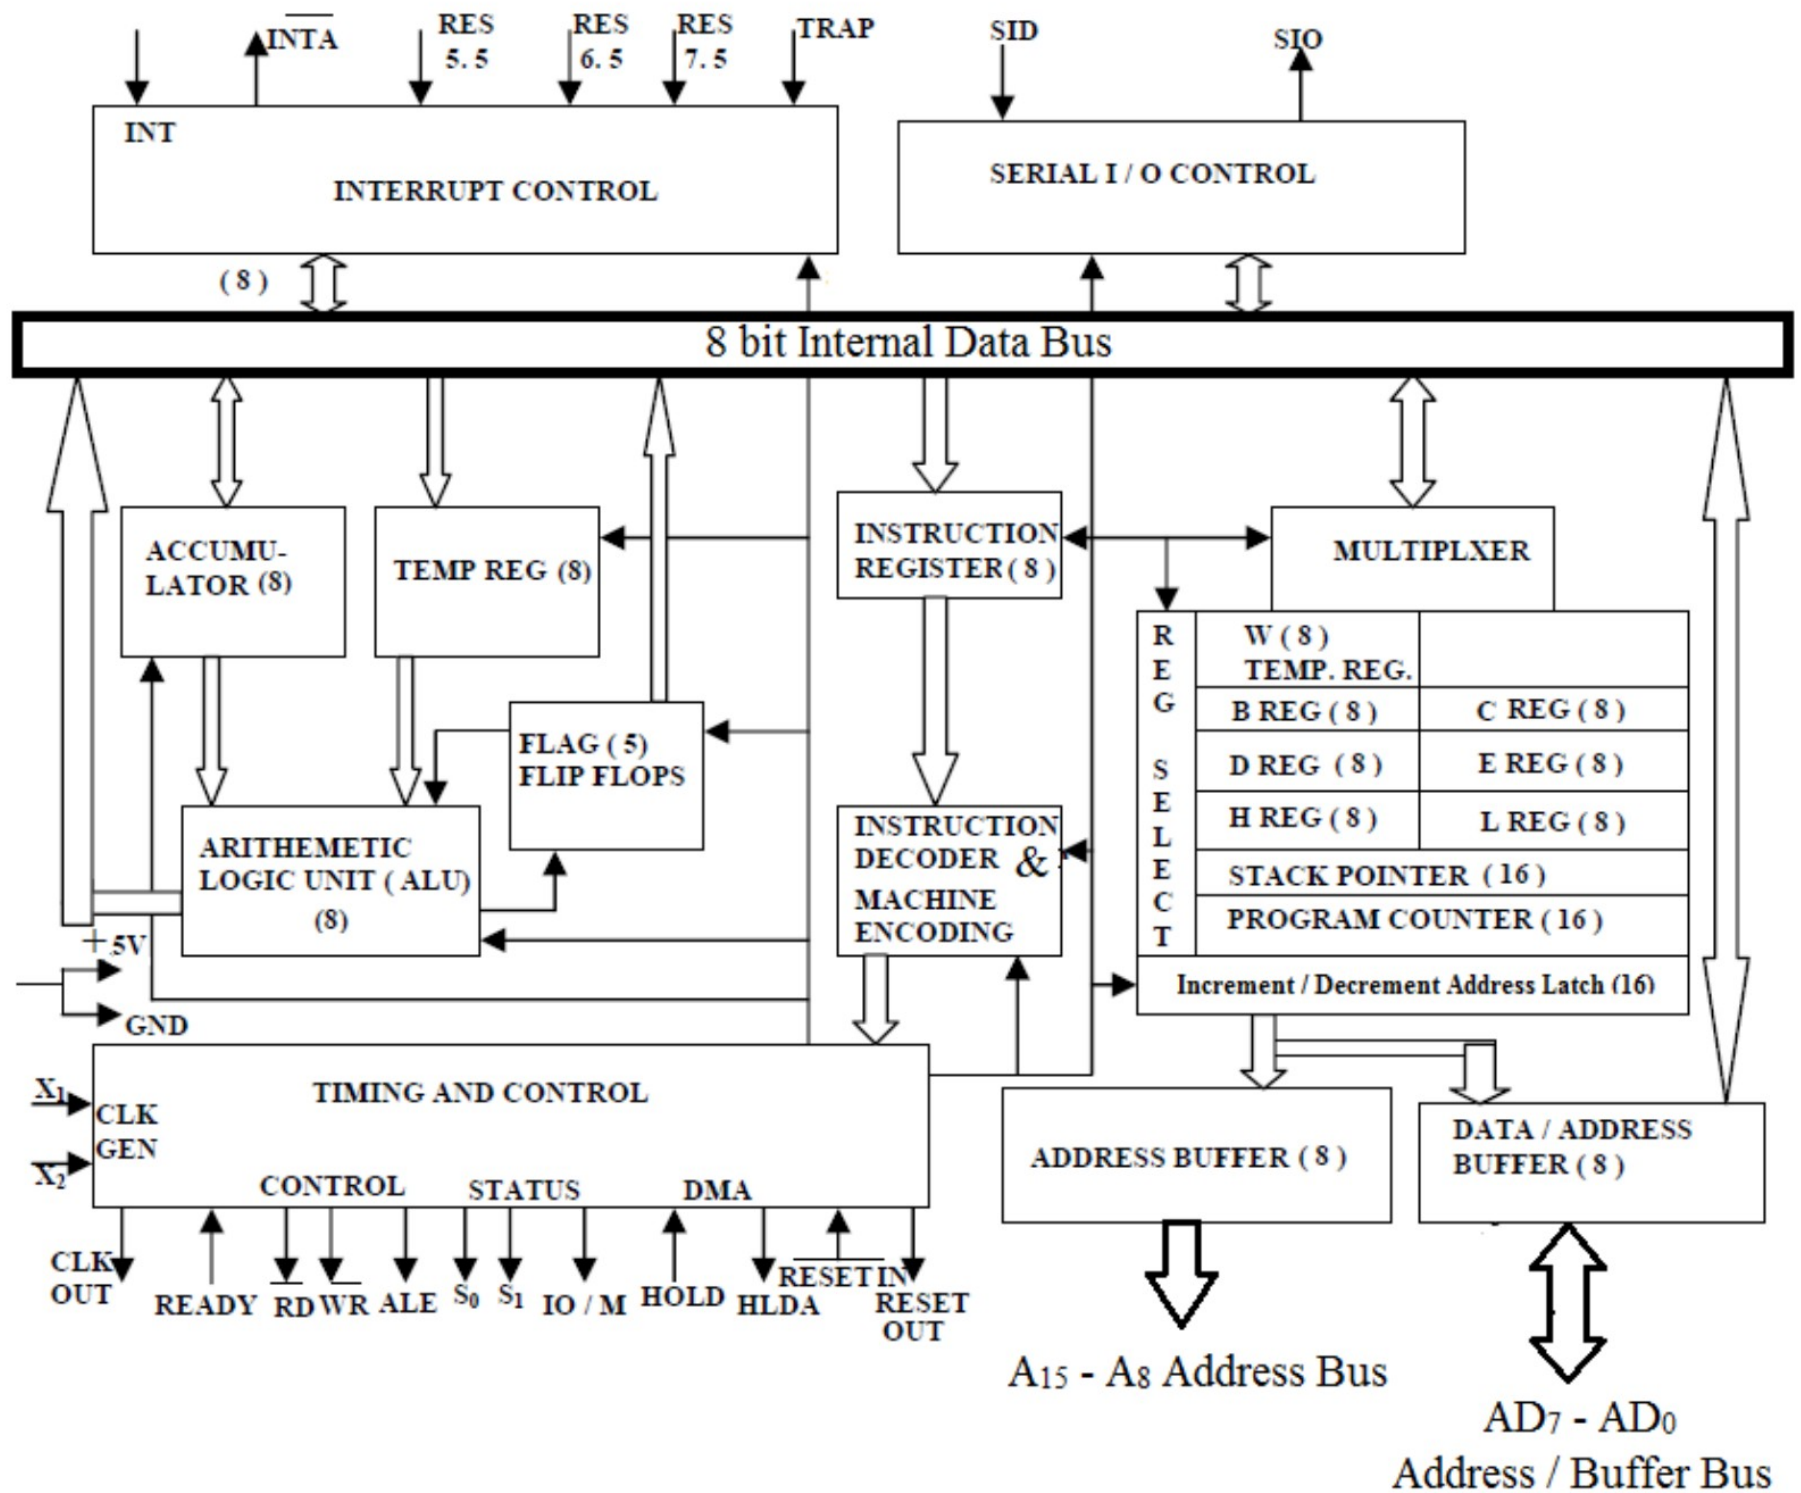 INTA
RES
5. 5
RES
6. 5
RES
7. 5
TRAP
SID
SIO
INT
INTERRUPT CONTROL
SERIAL I / O CONTROL
( 8 )
8 bit Internal Data Bus
ACCUMU-
LATOR (8)
TEMP REG (8)
INSTRUCTION
REGISTER ( 8 )
MULTIPLXER
FLAG ( 5 )
FLIP FLOPS
ARITHEMETIC
LOGIC UNIT ( ALU)
(8)
INSTRUCTION
DECODER &
MACHINE
ENCODING
REG SELECT
W ( 8 )
TEMP. REG.
B REG ( 8 )
C REG ( 8 )
D REG ( 8 )
E REG ( 8 )
H REG ( 8 )
L REG ( 8 )
STACK POINTER ( 16 )
PROGRAM COUNTER ( 16 )
Increment / Decrement Address Latch (16)
+ 5V
GND
X1
CLK
GEN
X2
TIMING AND CONTROL
CONTROL
STATUS
DMA
CLK
OUT
READY
RD
WR
ALE
S0
S1
IO / M
HOLD
HLDA
RESET IN
RESET
OUT
ADDRESS BUFFER ( 8 )
DATA / ADDRESS
BUFFER ( 8 )
A15 - A8 Address Bus
AD7 - AD0
Address / Buffer Bus